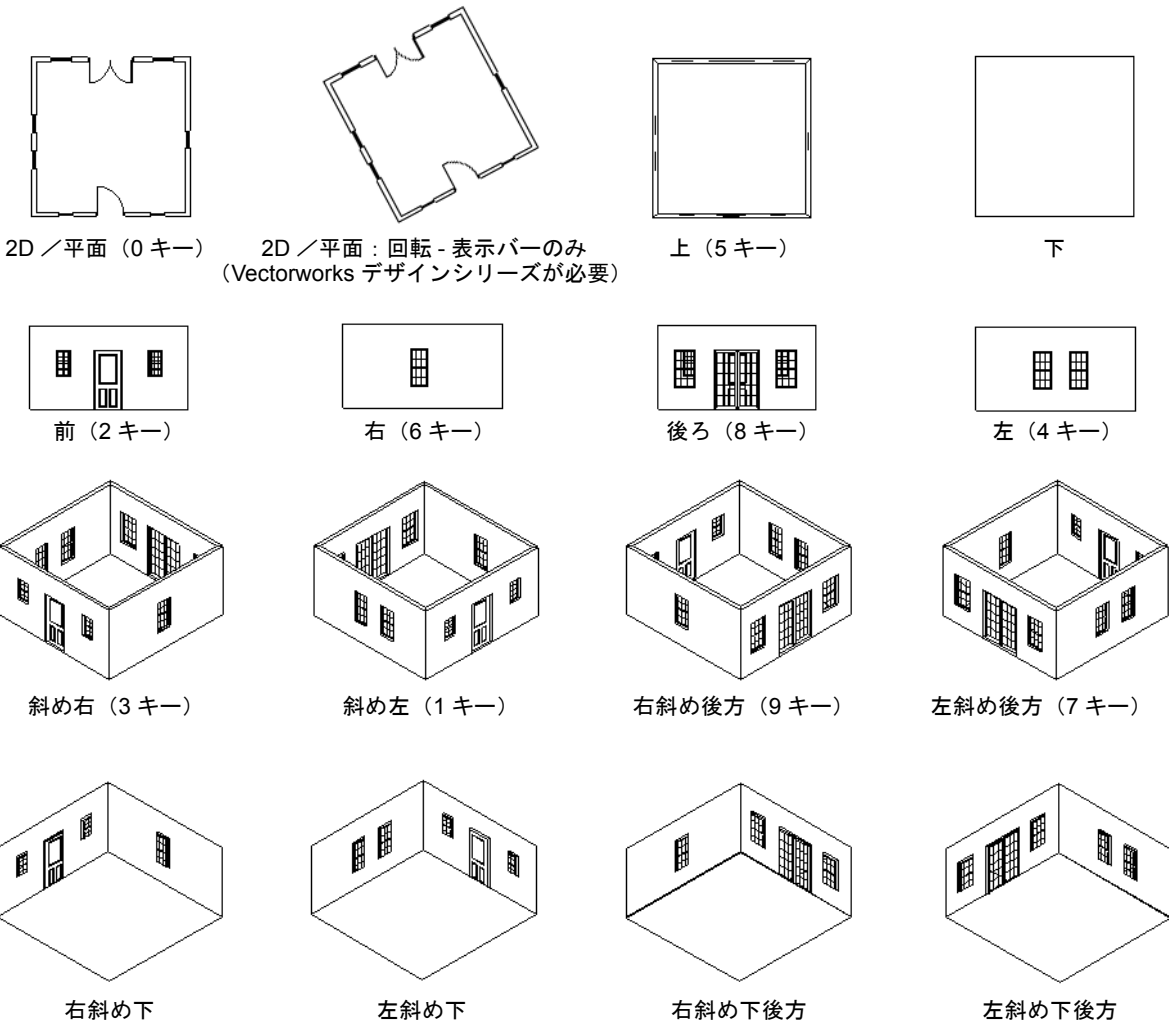 2D ／平面（0 キー）
2D ／平面：回転 - 表示バーのみ
（Vectorworks デザインシリーズが必要）
上（5 キー）
下
前（2 キー）
右（6 キー）
後ろ（8 キー）
左（4 キー）
斜め右（3 キー）
斜め左（1 キー）
右斜め後方（9 キー）
左斜め後方（7 キー）
右斜め下
左斜め下
右斜め下後方
左斜め下後方